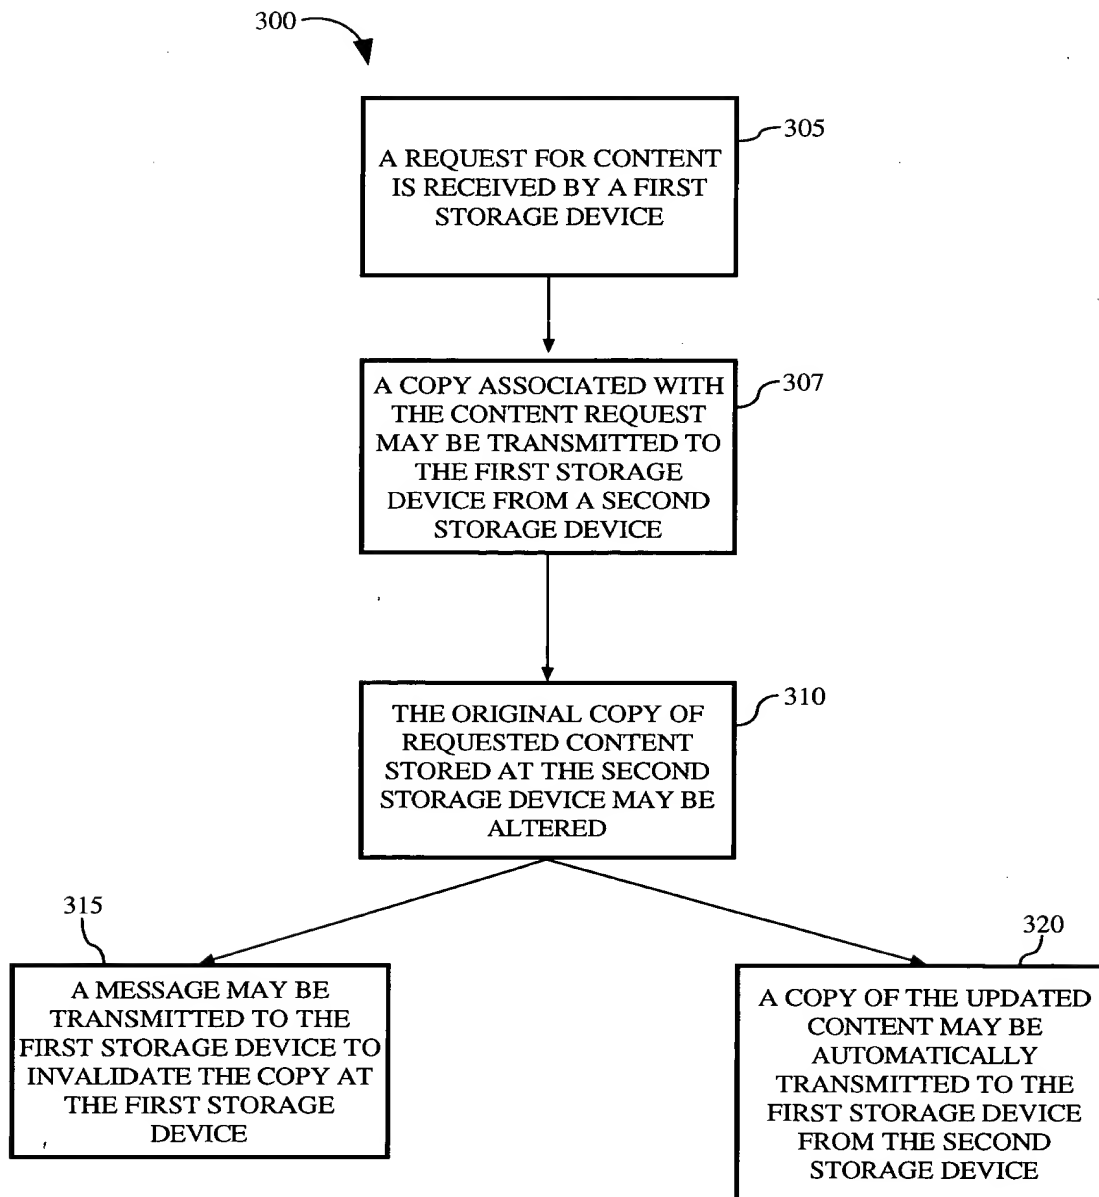 300
305
A REQUEST FOR CONTENT
IS RECEIVED BY A FIRST
STORAGE DEVICE
307
A COPY ASSOCIATED WITH
THE CONTENT REQUEST
MAY BE TRANSMITTED TO
THE FIRST STORAGE
DEVICE FROM A SECOND
STORAGE DEVICE
310
THE ORIGINAL COPY OF
REQUESTED CONTENT
STORED AT THE SECOND
STORAGE DEVICE MAY BE
ALTERED
315
A MESSAGE MAY BE
TRANSMITTED TO THE
FIRST STORAGE DEVICE TO
INVALIDATE THE COPY AT
THE FIRST STORAGE
DEVICE
320
A COPY OF THE UPDATED
CONTENT MAY BE
AUTOMATICALLY
TRANSMITTED TO THE
FIRST STORAGE DEVICE
FROM THE SECOND
STORAGE DEVICE